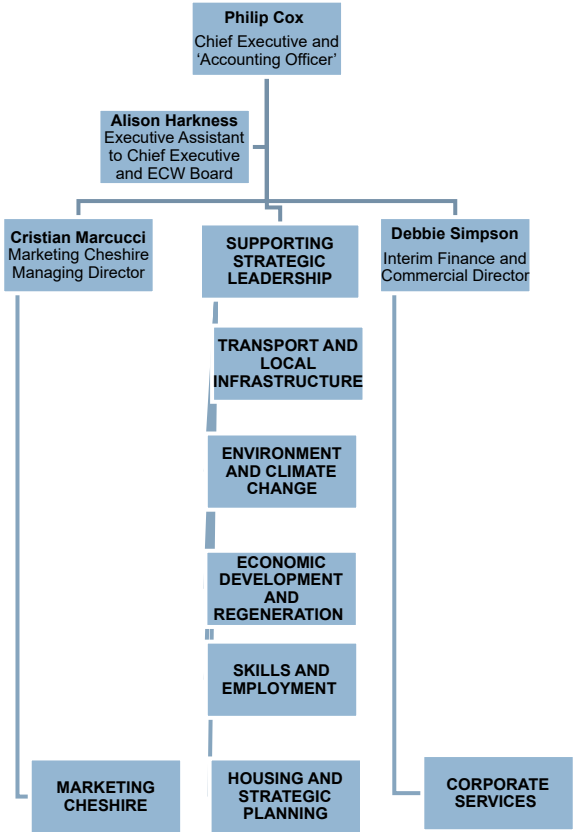 Philip Cox
Chief Executive and
‘Accounting Officer’
Alison Harkness
Executive Assistant
to Chief Executive
and ECW Board
Cristian Marcucci
Marketing Cheshire
Managing Director
SUPPORTING
STRATEGIC
LEADERSHIP
Debbie Simpson
Interim Finance and
Commercial Director
TRANSPORT AND
LOCAL
INFRASTRUCTURE
ENVIRONMENT
AND CLIMATE
CHANGE
ECONOMIC
DEVELOPMENT
AND
REGENERATION
SKILLS AND
EMPLOYMENT
MARKETING
CHESHIRE
HOUSING AND
STRATEGIC
PLANNING
CORPORATE
SERVICES